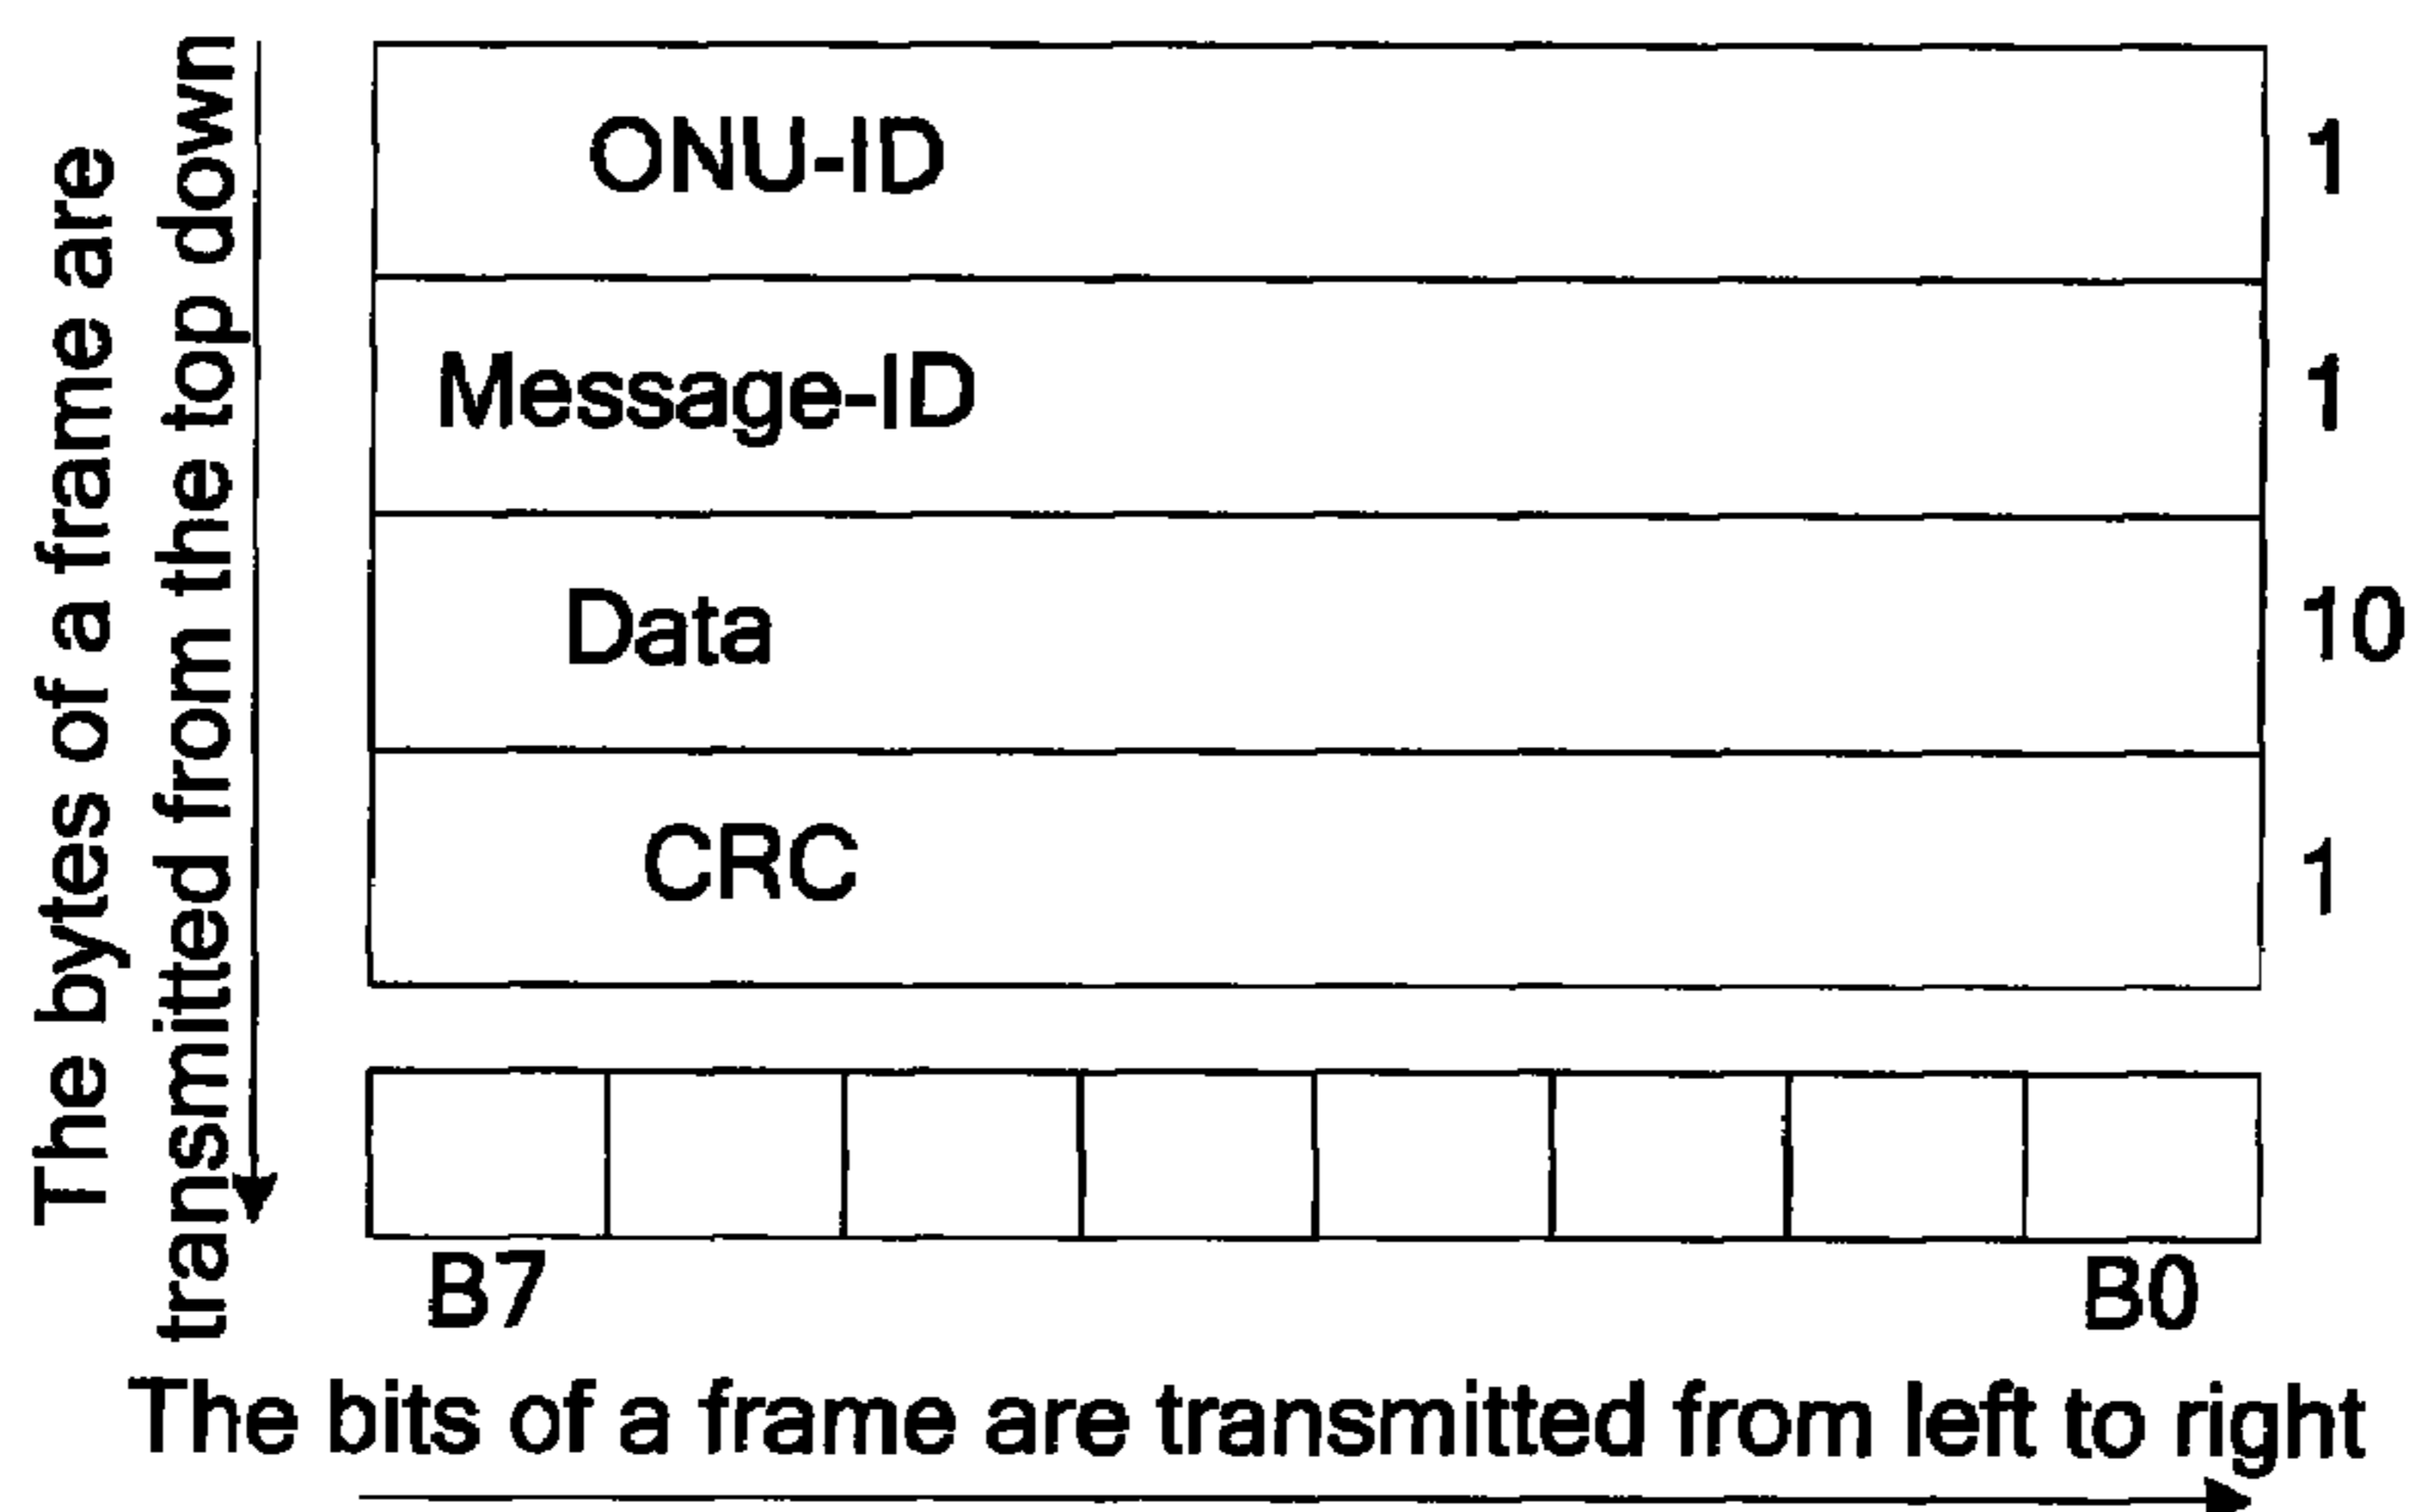 The bytes of a frame are
transmitted from the top down
ONU-ID 1
Message-ID 1
Data 10
CRC 1
B7 B0
The bits of a frame are transmitted from left to right